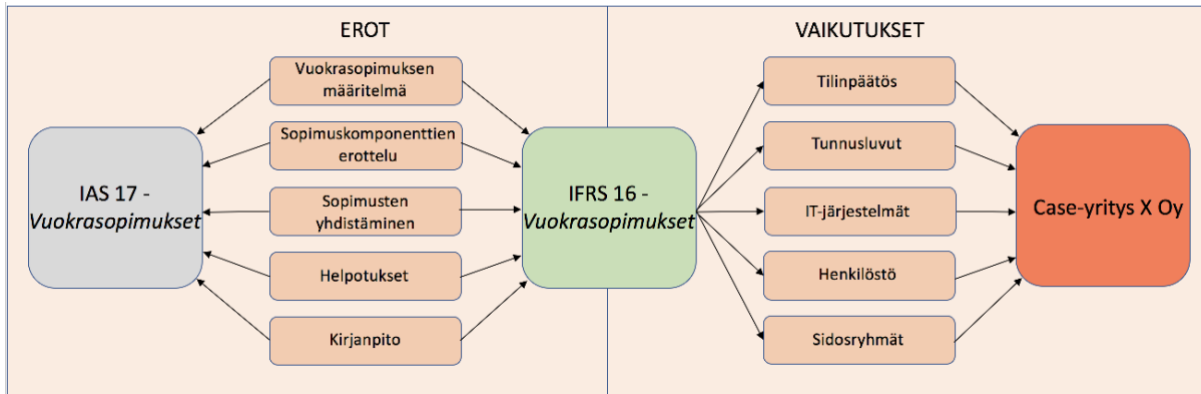 EROT
Vuokrasopimuksen
määritelmä
Sopimuskomponenttien
erottelu
Sopimusten
yhdistäminen
Helpotukset
Kirjanpito
IAS 17 -
Vuokrasopimukset
IFRS 16 -
Vuokrasopimukset
VAIKUTUKSET
Tilinpäätös
Tunnusluvut
IT-järjestelmät
Henkilöstö
Sidosryhmät
Case-yritys X Oy